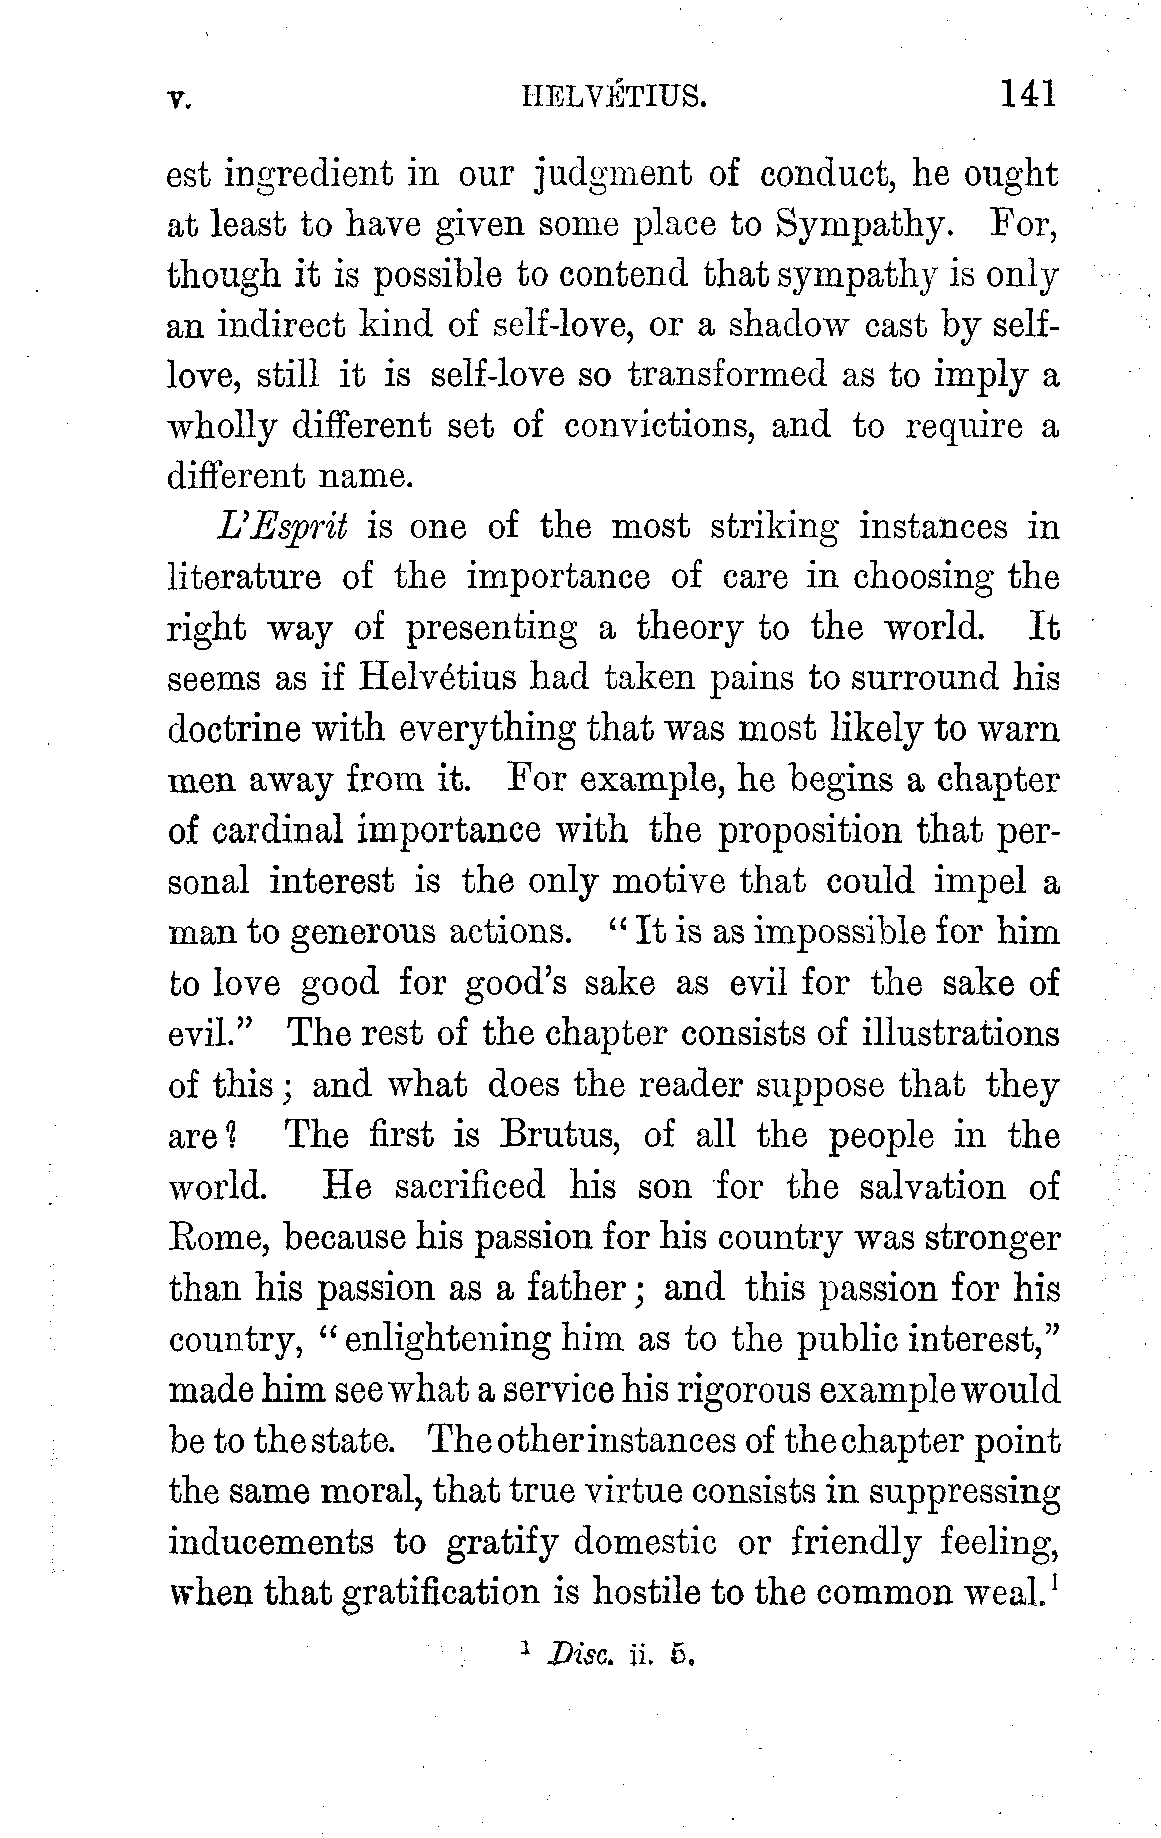 v. HELVÉTIUS. 141
est ingredient in our judgment of conduct, he ought
at least to have given some place to Sympathy. For,
though it is possible to contend that sympathy is only
an indirect kind of self-love, or a shadow cast by self-
love, still it is self-love so transformed as to imply a
wholly different set of convictions, and to require a
different name.
L'Esprit is one of the most striking instances in
literature of the importance of care in choosing the
right way of presenting a theory to the world. It
seems as if Helvétius had taken pains to surround his
doctrine with everything that was most likely to warn
men away from it. For example, he begins a chapter
of cardinal importance with the proposition that per-
sonal interest is the only motive that could impel a
man to generous actions. "It is as impossible for him
to love good for good's sake as evil for the sake of
evil." The rest of the chapter consists of illustrations
of this; and what does the reader suppose that they
are? The first is Brutus, of all the people in the
world. He sacrificed his son for the salvation of
Rome, because his passion for his country was stronger
than his passion as a father; and this passion for his
country, "enlightening him as to the public interest,"
made him see what a service his rigorous example would
be to the state. The other instances of the chapter point
the same moral, that true virtue consists in suppressing
inducements to gratify domestic or friendly feeling,
when that gratification is hostile to the common weal.¹
¹ Disc. ii. 5.